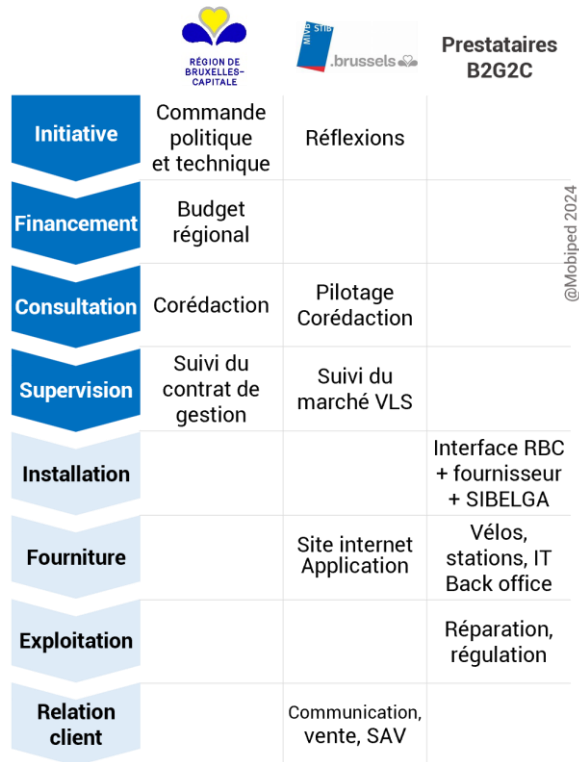 RÉGION DE
BRUXELLES-
CAPITALE
MIVB STIB
.brussels
Prestataires
B2G2C
Initiative
Commande
politique
et technique
Réflexions
Financement
Budget
régional
Consultation
Corédaction
Pilotage
Corédaction
Supervision
Suivi du
contrat de
gestion
Suivi du
marché VLS
Installation
Interface RBC
+ fournisseur
+ SIBELGA
Fourniture
Site internet
Application
Vélos,
stations, IT
Back office
Exploitation
Réparation,
régulation
Relation
client
Communication,
vente, SAV
@Mobiped 2024